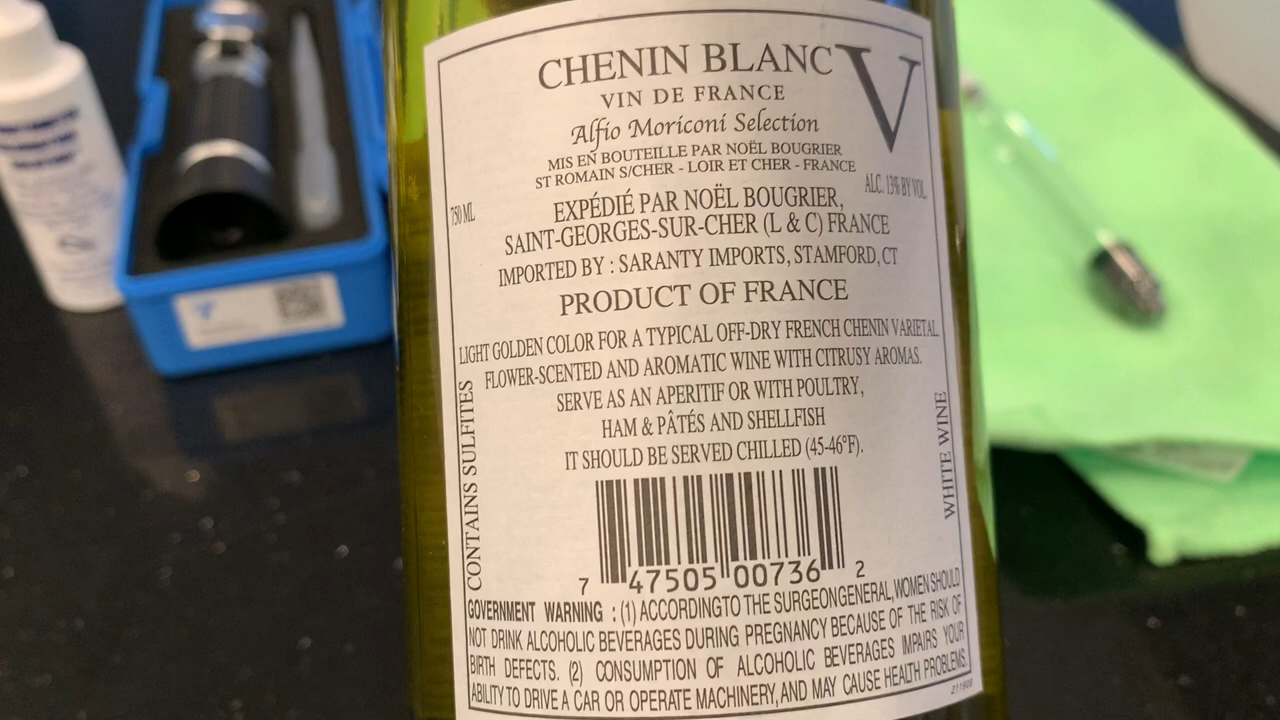 CHENIN BLANC V
VIN DE FRANCE
Alfio Moriconi Selection
MIS EN BOUTEILLE PAR NOËL BOUGRIER
ST ROMAIN S/CHER - LOIR ET CHER - FRANCE
ALC. 13% BY VOL.
750 ML
EXPÉDIÉ PAR NOËL BOUGRIER,
SAINT-GEORGES-SUR-CHER (L & C) FRANCE
IMPORTED BY : SARANTY IMPORTS, STAMFORD, CT
PRODUCT OF FRANCE
LIGHT GOLDEN COLOR FOR A TYPICAL OFF-DRY FRENCH CHENIN VARIETAL.
FLOWER-SCENTED AND AROMATIC WINE WITH CITRUSY AROMAS.
SERVE AS AN APERITIF OR WITH POULTRY,
HAM & PÂTÉS AND SHELLFISH
IT SHOULD BE SERVED CHILLED (45-46°F).
CONTAINS SULFITES
WHITE WINE
7 47505 00736 2
GOVERNMENT WARNING : (1) ACCORDING TO THE SURGEON GENERAL, WOMEN SHOULD
NOT DRINK ALCOHOLIC BEVERAGES DURING PREGNANCY BECAUSE OF THE RISK OF
BIRTH DEFECTS. (2) CONSUMPTION OF ALCOHOLIC BEVERAGES IMPAIRS YOUR
ABILITY TO DRIVE A CAR OR OPERATE MACHINERY, AND MAY CAUSE HEALTH PROBLEMS.